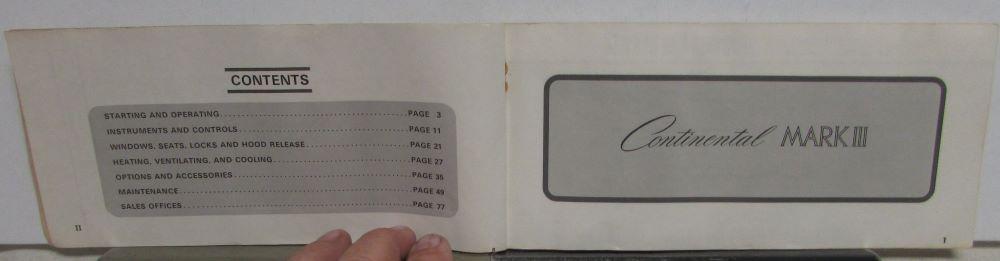 CONTENTS
STARTING AND OPERATING........................................PAGE 3
INSTRUMENTS AND CONTROLS....................................PAGE 11
WINDOWS, SEATS, LOCKS AND HOOD RELEASE......................PAGE 21
HEATING, VENTILATING, AND COOLING.............................PAGE 27
OPTIONS AND ACCESSORIES......................................PAGE 35
MAINTENANCE..................................................PAGE 49
SALES OFFICES.................................................PAGE 77
II
Continental MARK III
1